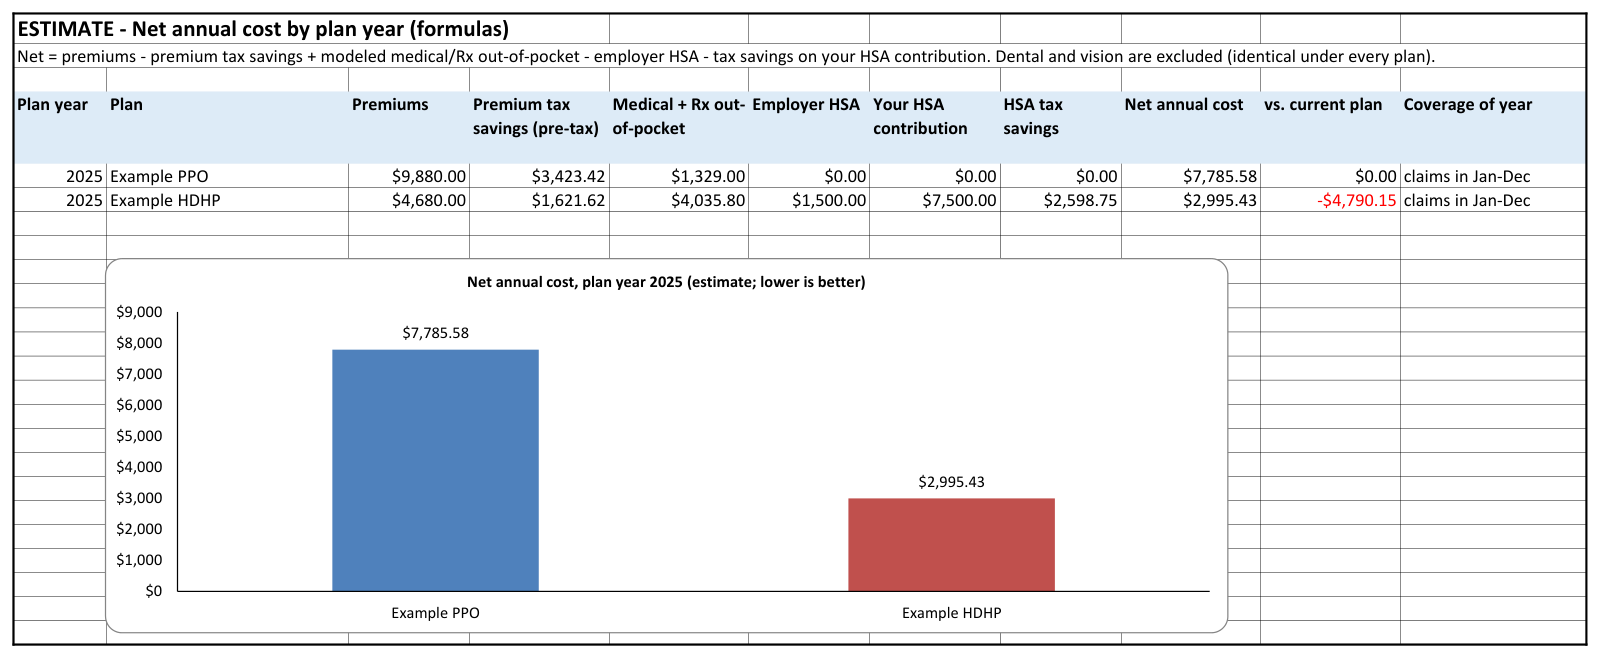 ESTIMATE - Net annual cost by plan year (formulas)
Net = premiums - premium tax savings + modeled medical/Rx out-of-pocket - employer HSA - tax savings on your HSA contribution. Dental and vision are excluded (identical under every plan).
Plan year Plan Premiums Premium tax savings (pre-tax) Medical + Rx out-of-pocket Employer HSA Your HSA contribution HSA tax savings Net annual cost vs. current plan Coverage of year
2025 Example PPO $9,880.00 $3,423.42 $1,329.00 $0.00 $0.00 $0.00 $7,785.58 $0.00 claims in Jan-Dec
2025 Example HDHP $4,680.00 $1,621.62 $4,035.80 $1,500.00 $7,500.00 $2,598.75 $2,995.43 -$4,790.15 claims in Jan-Dec
Net annual cost, plan year 2025 (estimate; lower is better)
$9,000
$7,785.58
$8,000
$7,000
$6,000
$5,000
$4,000
$2,995.43
$3,000
$2,000
$1,000
$0
Example PPO Example HDHP